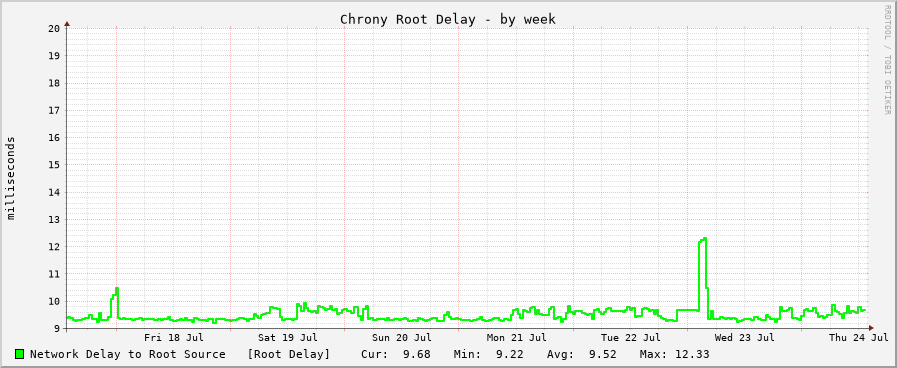 Chrony Root Delay - by week
RRDTOOL / TOBI OETIKER
milliseconds
20
19
18
17
16
15
14
13
12
11
10
9
Fri 18 Jul Sat 19 Jul Sun 20 Jul Mon 21 Jul Tue 22 Jul Wed 23 Jul Thu 24 Jul
Network Delay to Root Source [Root Delay] Cur: 9.68 Min: 9.22 Avg: 9.52 Max: 12.33